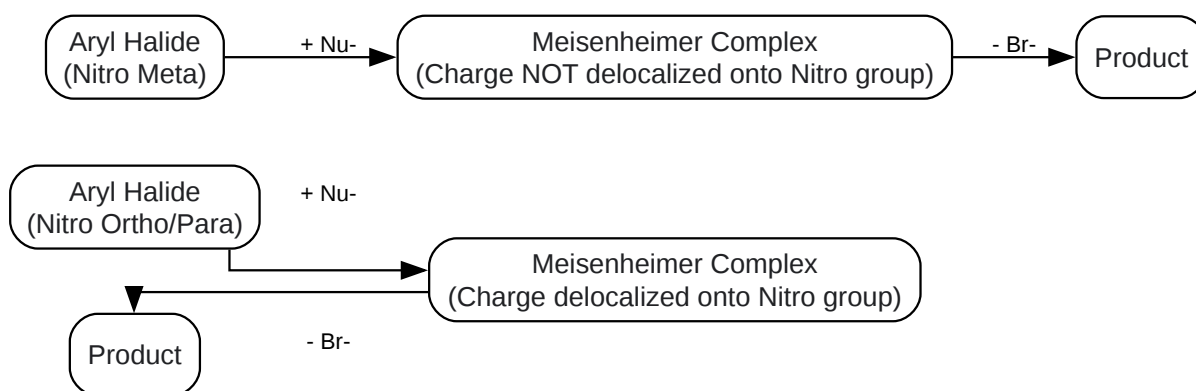 Aryl Halide
(Nitro Meta)
+ Nu-
Meisenheimer Complex
(Charge NOT delocalized onto Nitro group)
- Br-
Product
Aryl Halide
(Nitro Ortho/Para)
+ Nu-
Meisenheimer Complex
(Charge delocalized onto Nitro group)
- Br-
Product